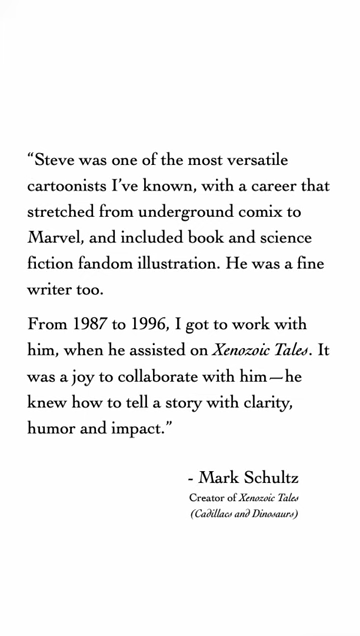 “Steve was one of the most versatile
cartoonists I’ve known, with a career that
stretched from underground comix to
Marvel, and included book and science
fiction fandom illustration. He was a fine
writer too.
From 1987 to 1996, I got to work with
him, when he assisted on Xenozoic Tales. It
was a joy to collaborate with him—he
knew how to tell a story with clarity,
humor and impact.”
- Mark Schultz
Creator of Xenozoic Tales
(Cadillacs and Dinosaurs)